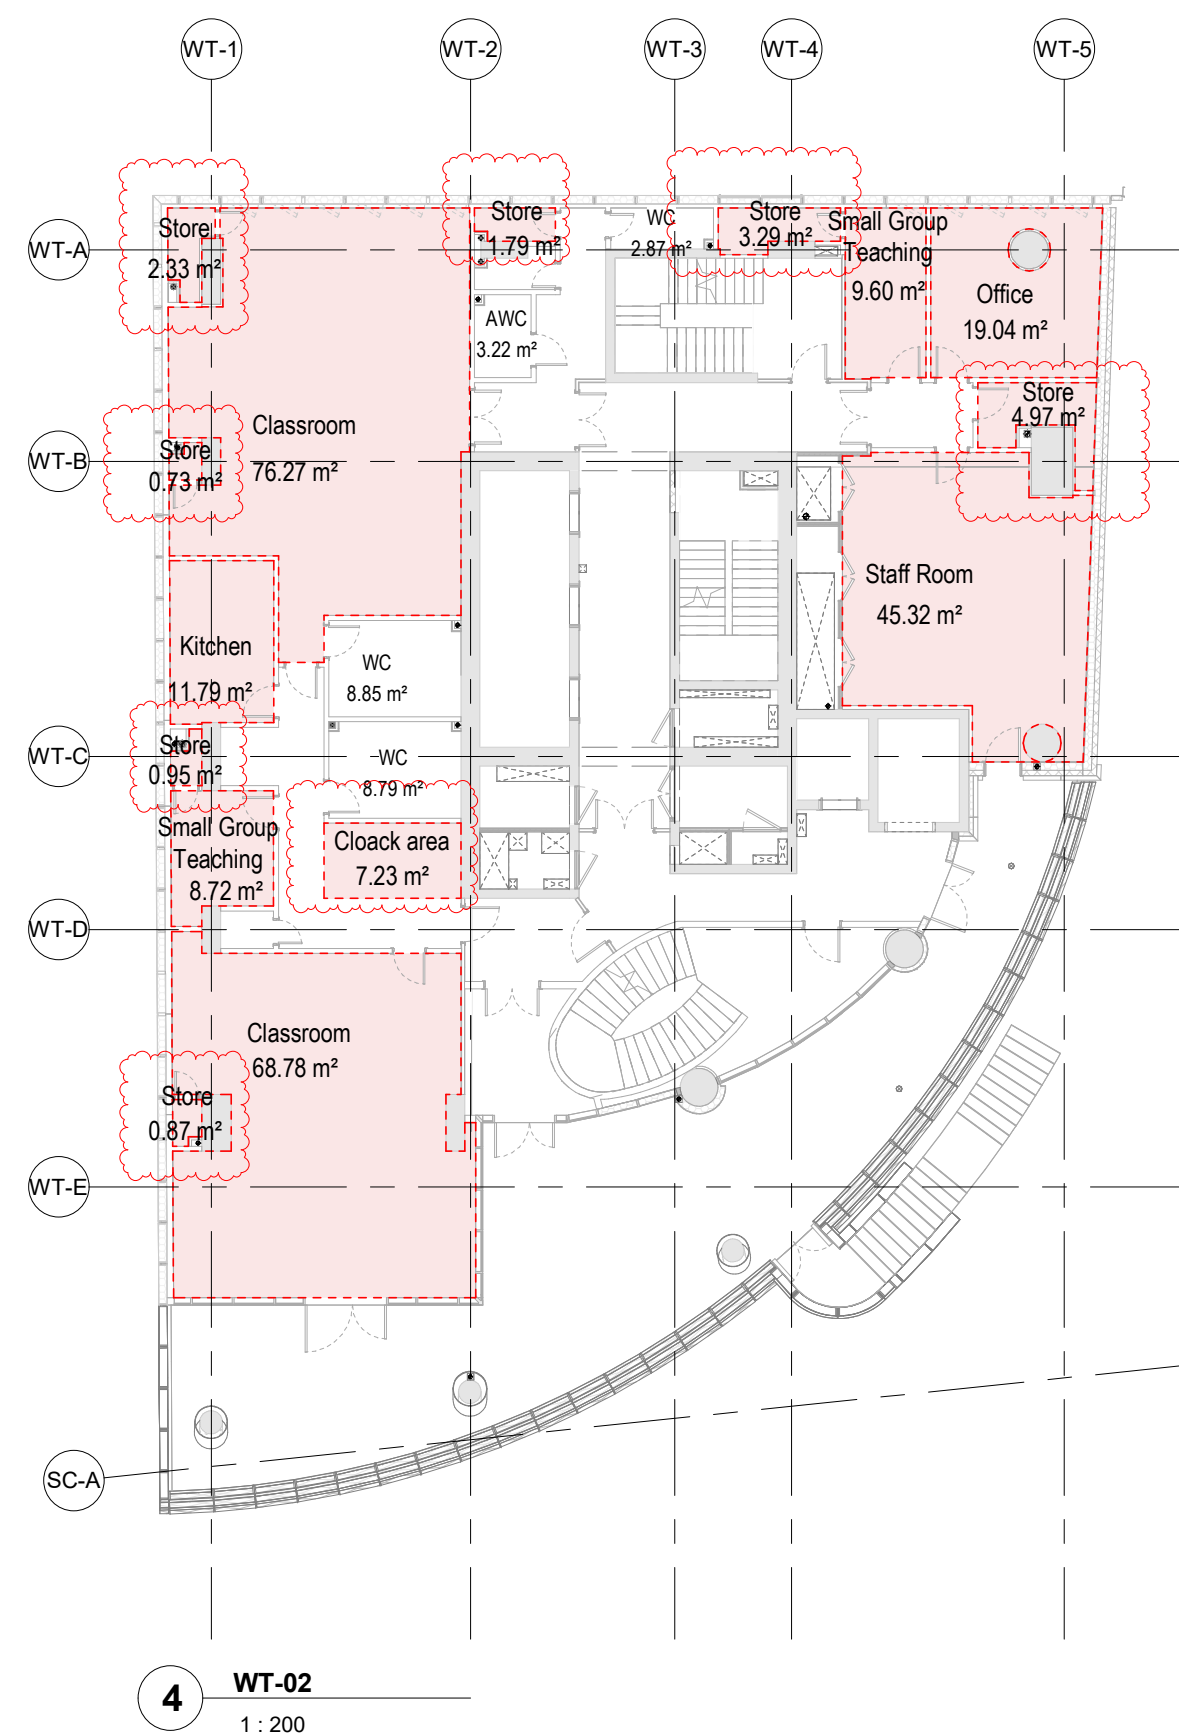 WT-1
WT-2
WT-3
WT-4
WT-5
WT-A
WT-B
WT-C
WT-D
WT-E
SC-A
Store
2.33 m²
Store
1.79 m²
WC
2.87 m²
Store
3.29 m²
Small Group
Teaching
9.60 m²
Office
19.04 m²
AWC
3.22 m²
Store
4.97 m²
Classroom
76.27 m²
Store
0.73 m²
Staff Room
45.32 m²
Kitchen
11.79 m²
WC
8.85 m²
Store
0.95 m²
WC
8.79 m²
Small Group
Teaching
8.72 m²
Cloack area
7.23 m²
Classroom
68.78 m²
Store
0.87 m²
4
WT-02
1 : 200